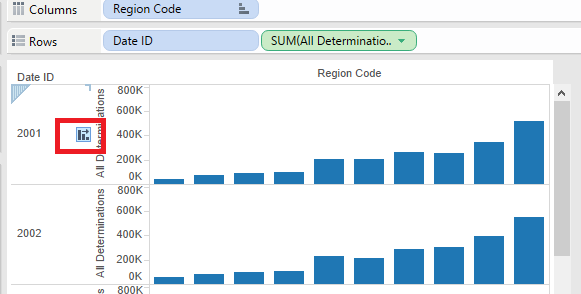 Columns Region Code
Rows Date ID SUM(All Determinatio..
Date ID Region Code
2001 All Determinations 800K
600K
400K
200K
0K
2002 All Determinations 800K
600K
400K
200K
0K
800K